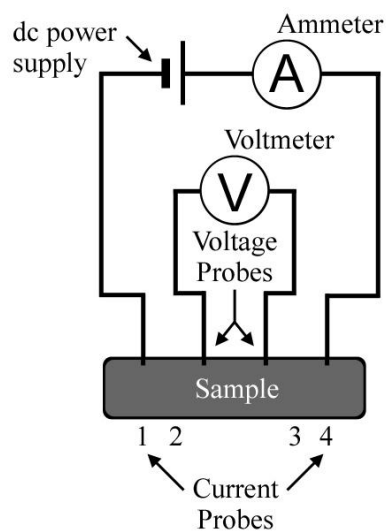 dc power
supply
Ammeter
A
Voltmeter
V
Voltage
Probes
Sample
1 2 3 4
Current
Probes